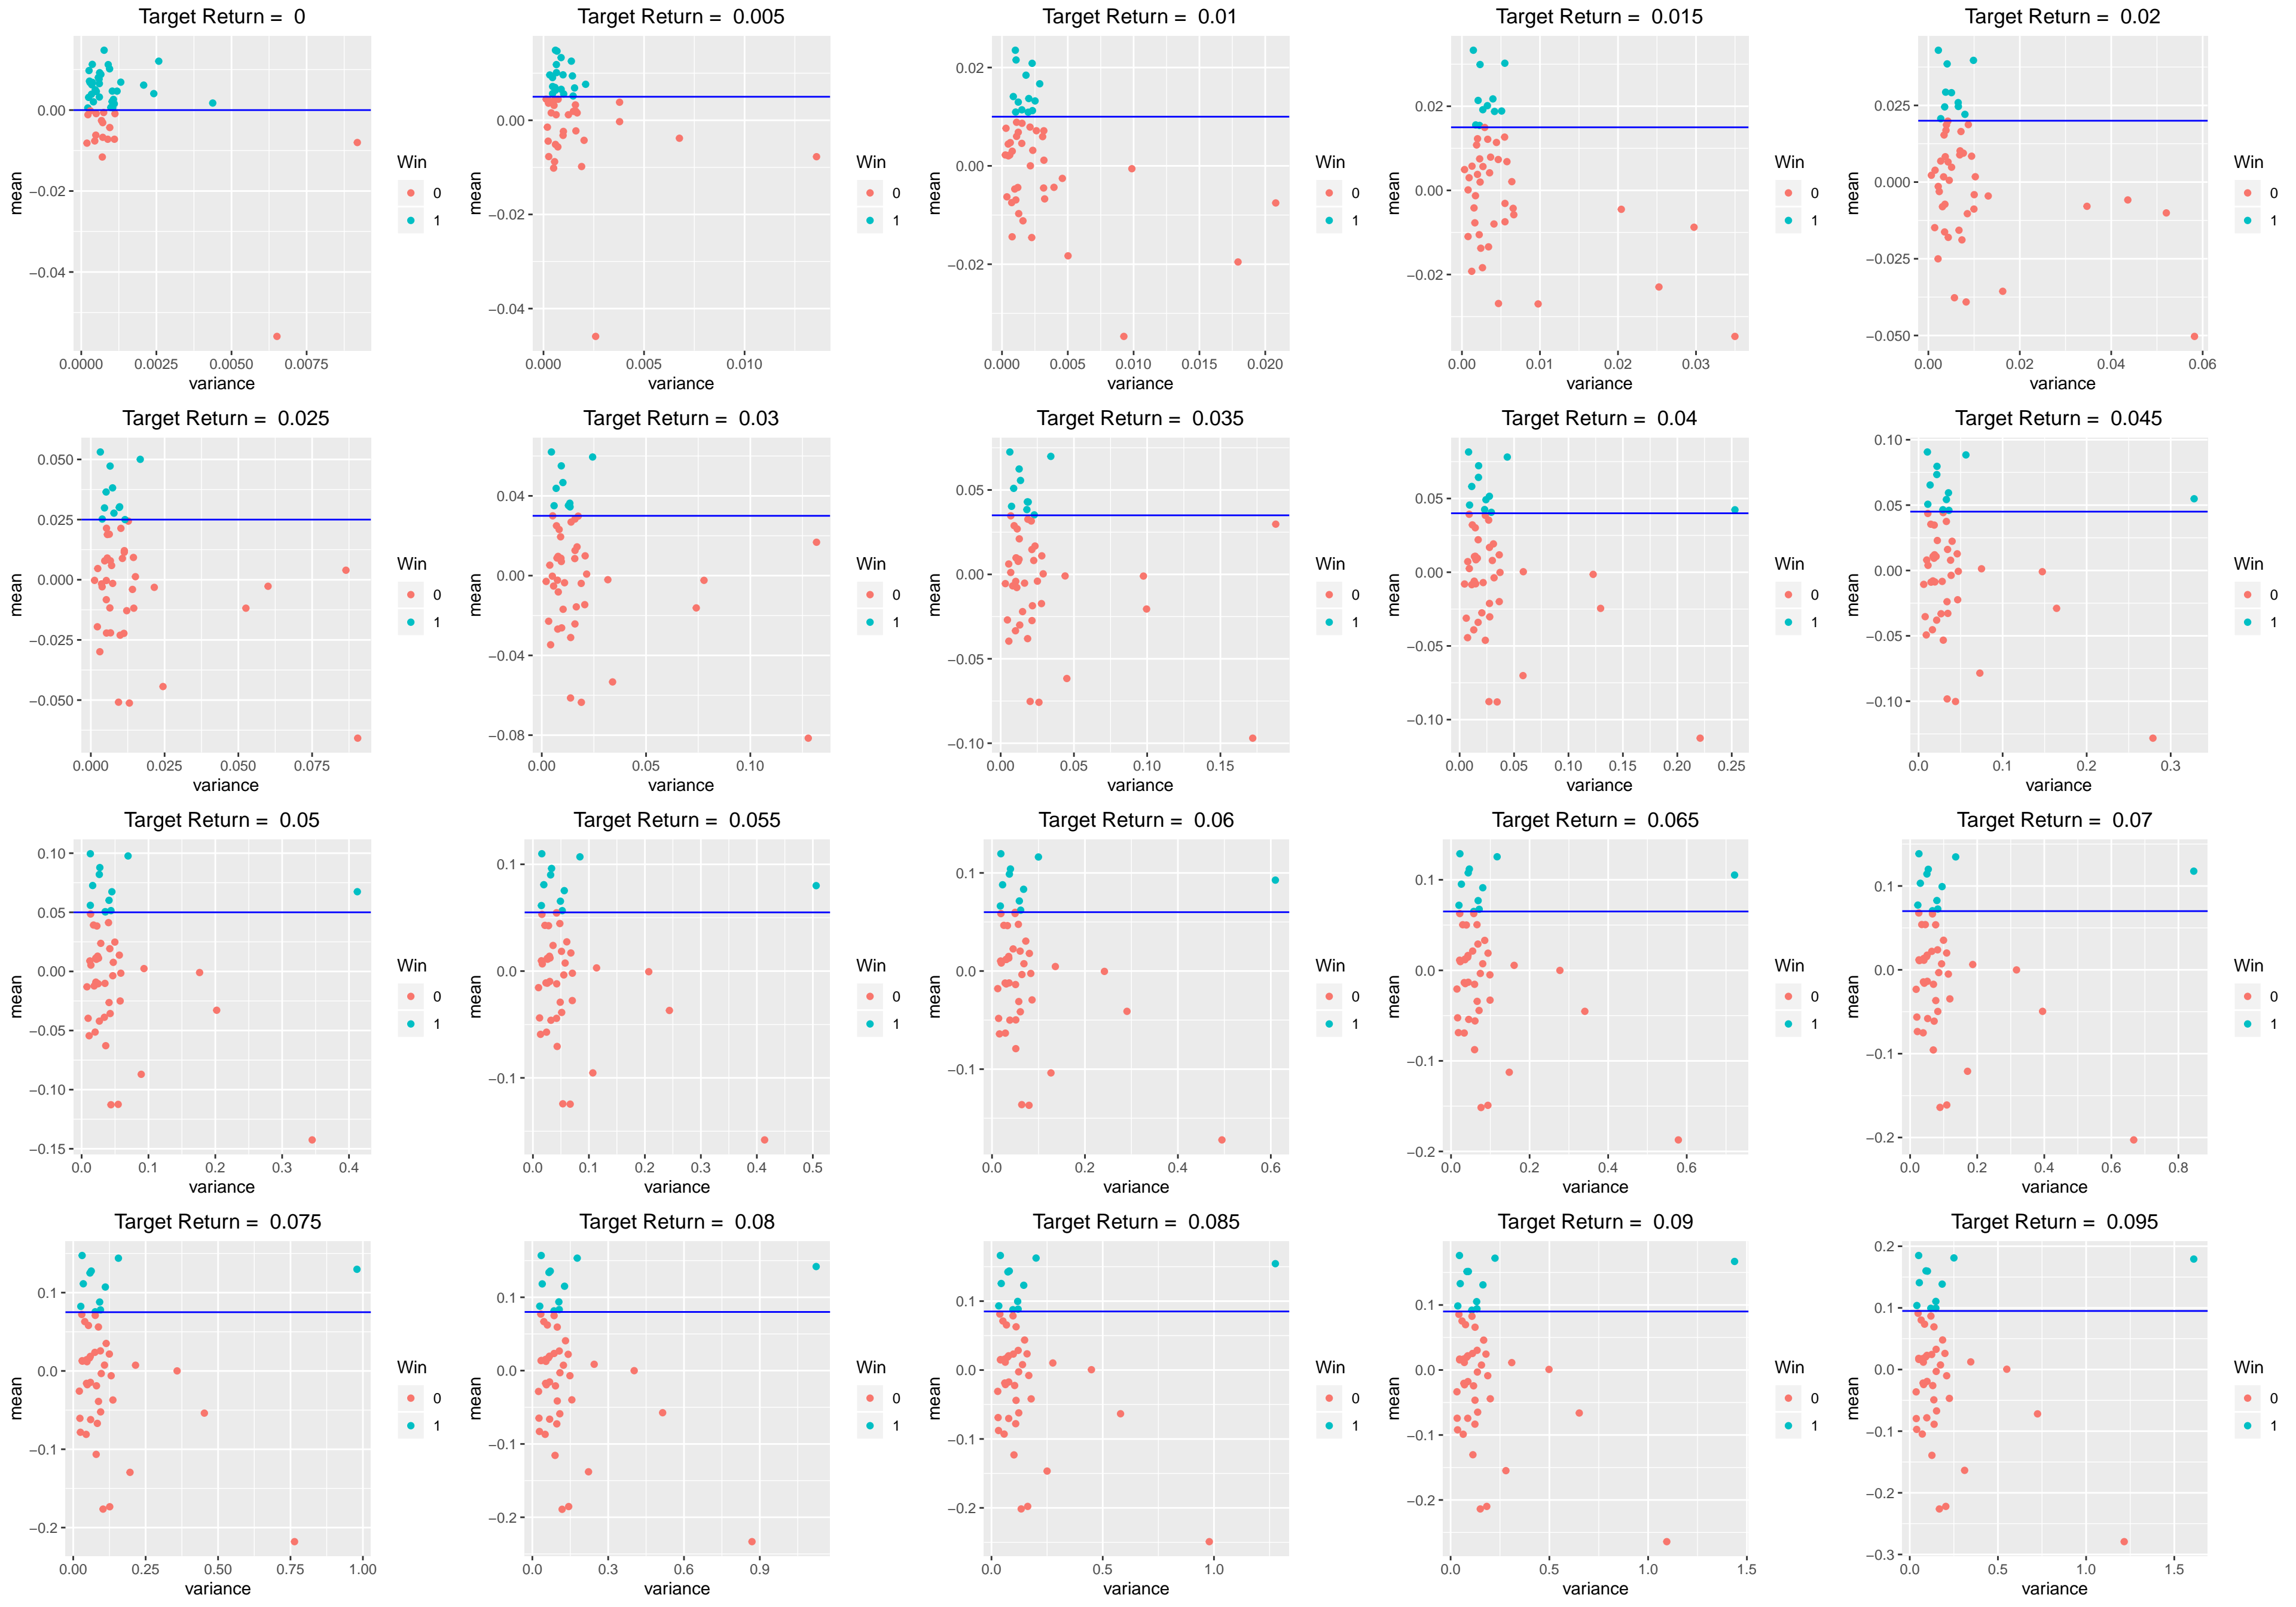 Target Return = 0
mean
0.00
−0.02
−0.04
0.0000 0.0025 0.0050 0.0075
variance
Win
0
1
Target Return = 0.005
mean
0.00
−0.02
−0.04
0.000 0.005 0.010
variance
Win
0
1
Target Return = 0.01
mean
0.02
0.00
−0.02
0.000 0.005 0.010 0.015 0.020
variance
Win
0
1
Target Return = 0.015
mean
0.02
0.00
−0.02
0.00 0.01 0.02 0.03
variance
Win
0
1
Target Return = 0.02
mean
0.025
0.000
−0.025
−0.050
0.00 0.02 0.04 0.06
variance
Win
0
1
Target Return = 0.025
mean
0.050
0.025
0.000
−0.025
−0.050
0.000 0.025 0.050 0.075
variance
Win
0
1
Target Return = 0.03
mean
0.04
0.00
−0.04
−0.08
0.00 0.05 0.10
variance
Win
0
1
Target Return = 0.035
mean
0.05
0.00
−0.05
−0.10
0.00 0.05 0.10 0.15
variance
Win
0
1
Target Return = 0.04
mean
0.05
0.00
−0.05
−0.10
0.00 0.05 0.10 0.15 0.20 0.25
variance
Win
0
1
Target Return = 0.045
mean
0.10
0.05
0.00
−0.05
−0.10
0.0 0.1 0.2 0.3
variance
Win
0
1
Target Return = 0.05
mean
0.10
0.05
0.00
−0.05
−0.10
−0.15
0.0 0.1 0.2 0.3 0.4
variance
Win
0
1
Target Return = 0.055
mean
0.1
0.0
−0.1
0.0 0.1 0.2 0.3 0.4 0.5
variance
Win
0
1
Target Return = 0.06
mean
0.1
0.0
−0.1
0.0 0.2 0.4 0.6
variance
Win
0
1
Target Return = 0.065
mean
0.1
0.0
−0.1
−0.2
0.0 0.2 0.4 0.6
variance
Win
0
1
Target Return = 0.07
mean
0.1
0.0
−0.1
−0.2
0.0 0.2 0.4 0.6 0.8
variance
Win
0
1
Target Return = 0.075
mean
0.1
0.0
−0.1
−0.2
0.00 0.25 0.50 0.75 1.00
variance
Win
0
1
Target Return = 0.08
mean
0.1
0.0
−0.1
−0.2
0.0 0.3 0.6 0.9
variance
Win
0
1
Target Return = 0.085
mean
0.1
0.0
−0.1
−0.2
0.0 0.5 1.0
variance
Win
0
1
Target Return = 0.09
mean
0.1
0.0
−0.1
−0.2
0.0 0.5 1.0 1.5
variance
Win
0
1
Target Return = 0.095
mean
0.2
0.1
0.0
−0.1
−0.2
−0.3
0.0 0.5 1.0 1.5
variance
Win
0
1